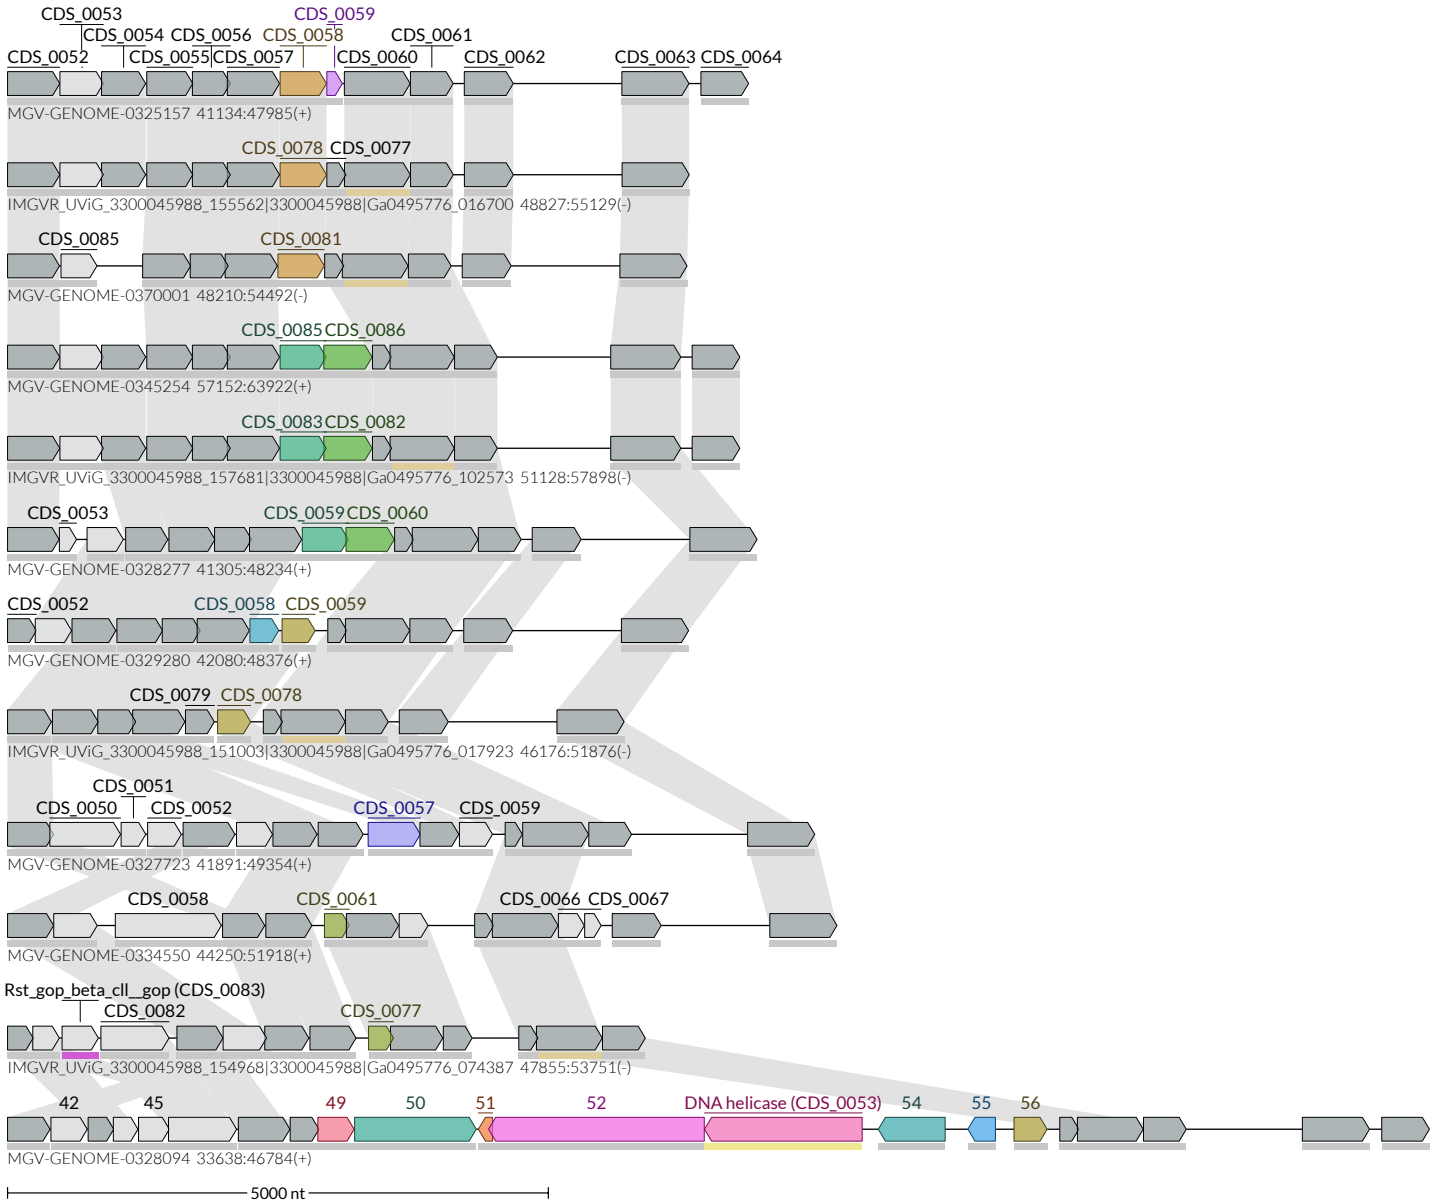 CDS_0053 CDS_0059
CDS_0054 CDS_0056 CDS_0058 CDS_0061
CDS_0052 CDS_0055 CDS_0057 CDS_0060 CDS_0062 CDS_0063 CDS_0064
MGV-GENOME-0325157 41134:47985(+)
CDS_0078 CDS_0077
IMGVR_UViG_3300045988_155562|3300045988|Ga0495776_016700 48827:55129(-)
CDS_0085 CDS_0081
MGV-GENOME-0370001 48210:54492(-)
CDS_0085 CDS_0086
MGV-GENOME-0345254 57152:63922(+)
CDS_0083 CDS_0082
IMGVR_UViG_3300045988_157681|3300045988|Ga0495776_102573 51128:57898(-)
CDS_0053 CDS_0059 CDS_0060
MGV-GENOME-0328277 41305:48234(+)
CDS_0052 CDS_0058 CDS_0059
MGV-GENOME-0329280 42080:48376(+)
CDS_0079 CDS_0078
IMGVR_UViG_3300045988_151003|3300045988|Ga0495776_017923 46176:51876(-)
CDS_0051
CDS_0050 CDS_0052 CDS_0057 CDS_0059
MGV-GENOME-0327723 41891:49354(+)
CDS_0058 CDS_0061 CDS_0066 CDS_0067
MGV-GENOME-0334550 44250:51918(+)
Rst_gop_beta_cll__gop (CDS_0083)
CDS_0082 CDS_0077
IMGVR_UViG_3300045988_154968|3300045988|Ga0495776_074387 47855:53751(-)
42 45 49 50 51 52 DNA helicase (CDS_0053) 54 55 56
MGV-GENOME-0328094 33638:46784(+)
5000 nt